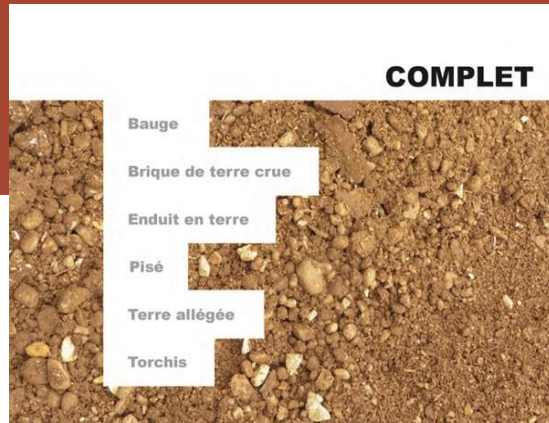 COMPLET
Bauge
Brique de terre crue
Enduit en terre
Pisé
Terre allégée
Torchis